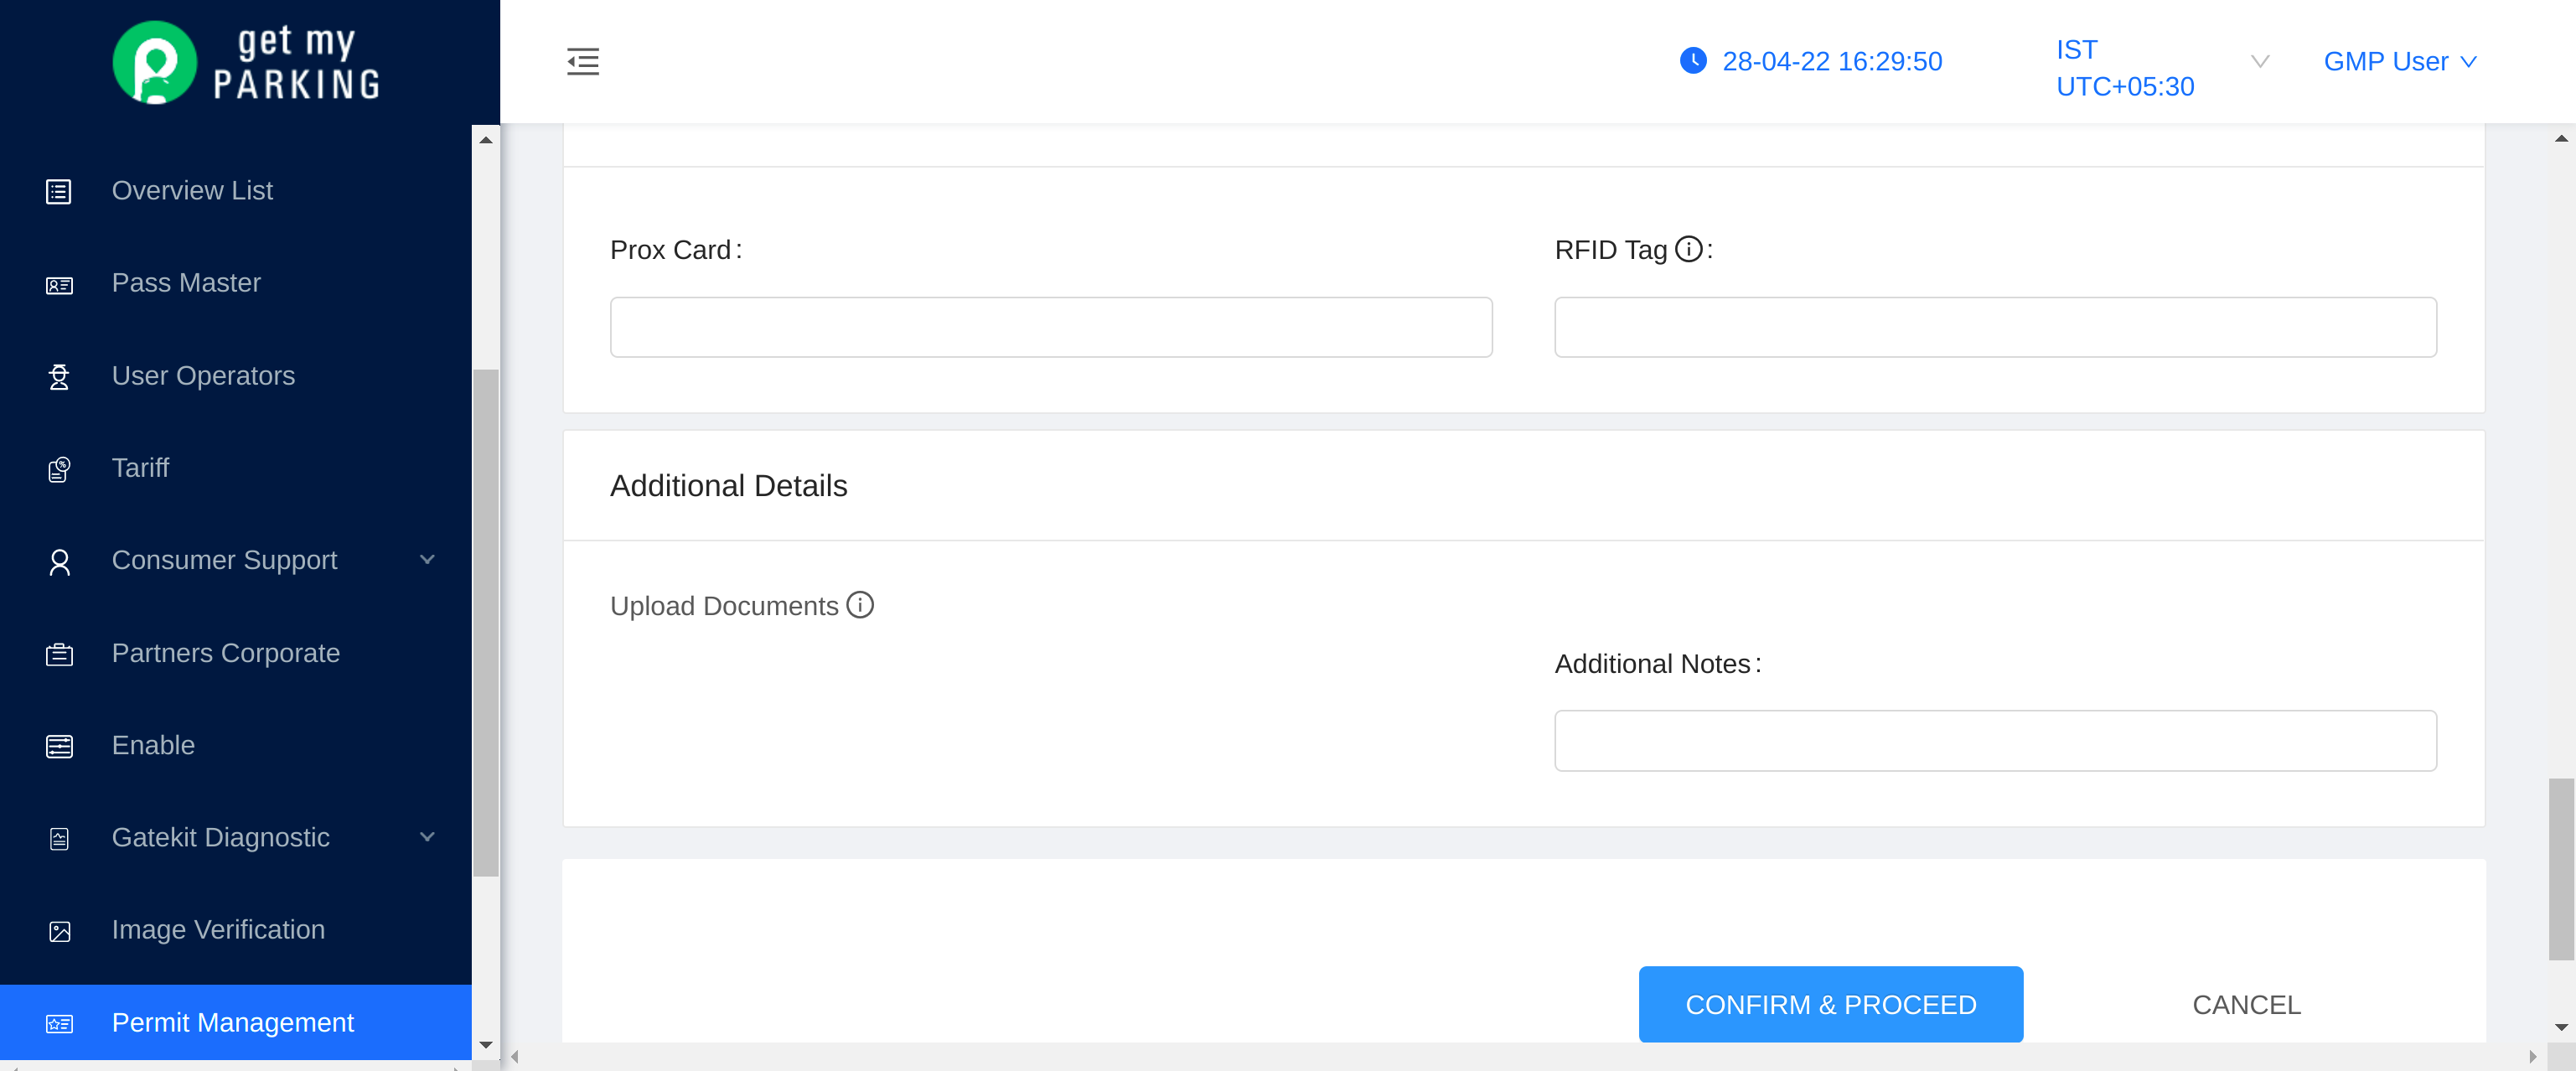 get my
PARKING
28-04-22 16:29:50
IST
UTC+05:30
GMP User
Overview List
Pass Master
User Operators
Tariff
Consumer Support
Partners Corporate
Enable
Gatekit Diagnostic
Image Verification
Permit Management
Prox Card:
RFID Tag:
Additional Details
Upload Documents
Additional Notes:
CONFIRM & PROCEED
CANCEL